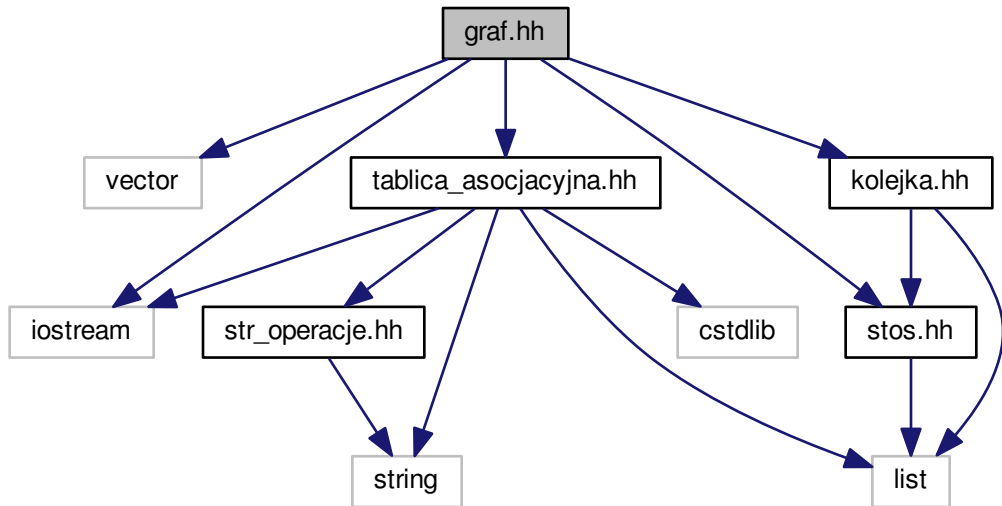 graf.hh
vector
tablica_asocjacyjna.hh
kolejka.hh
iostream
str_operacje.hh
cstdlib
stos.hh
string
list